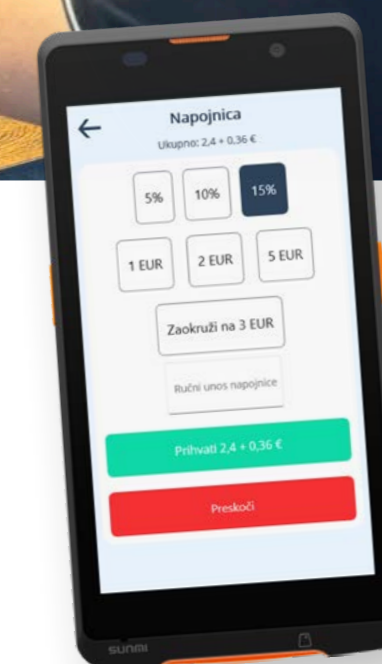 Napojnica
Ukupno: 2,4 + 0,36 €
5% 10% 15%
1 EUR 2 EUR 5 EUR
Zaokruži na 3 EUR
Ručni unos napojnice
Prihvati 2,4 + 0,36 €
Preskoči
SUNMI